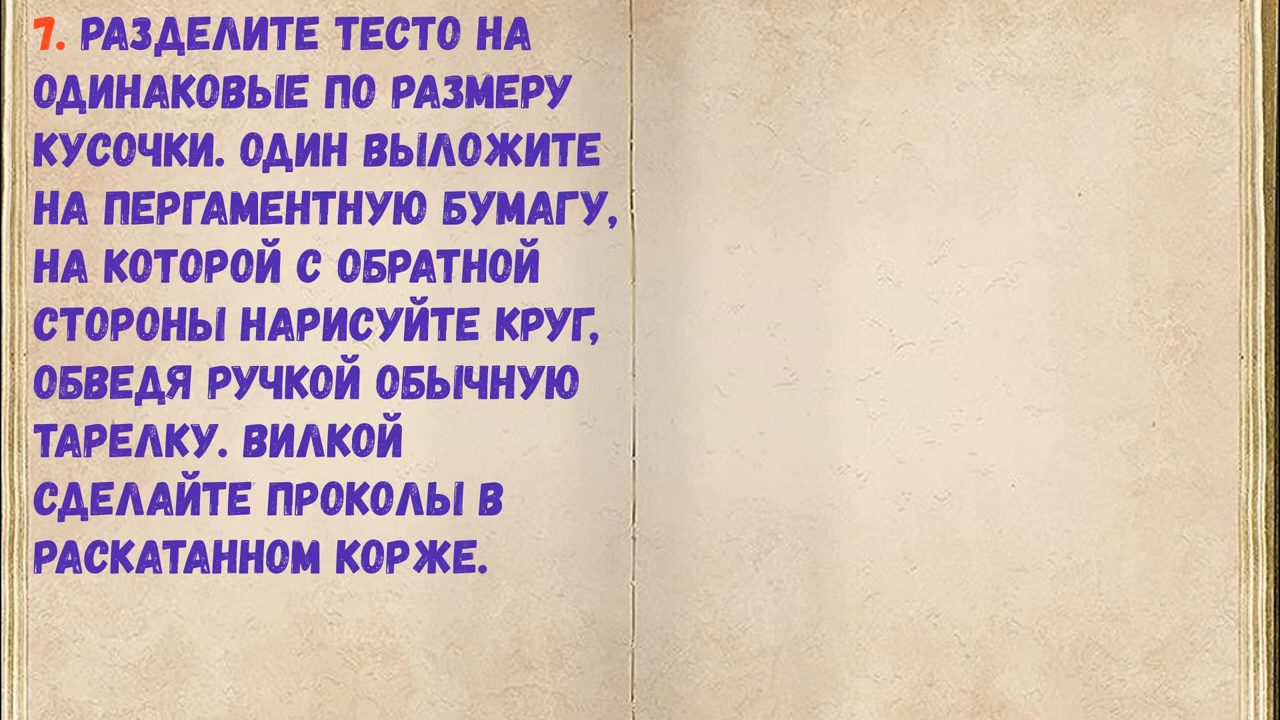 7. РАЗДЕЛИТЕ ТЕСТО НА
ОДИНАКОВЫЕ ПО РАЗМЕРУ
КУСОЧКИ. ОДИН ВЫЛОЖИТЕ
НА ПЕРГАМЕНТНУЮ БУМАГУ,
НА КОТОРОЙ С ОБРАТНОЙ
СТОРОНЫ НАРИСУЙТЕ КРУГ,
ОБВЕДЯ РУЧКОЙ ОБЫЧНУЮ
ТАРЕЛКУ. ВИЛКОЙ
СДЕЛАЙТЕ ПРОКОЛЫ В
РАСКАТАННОМ КОРЖЕ.